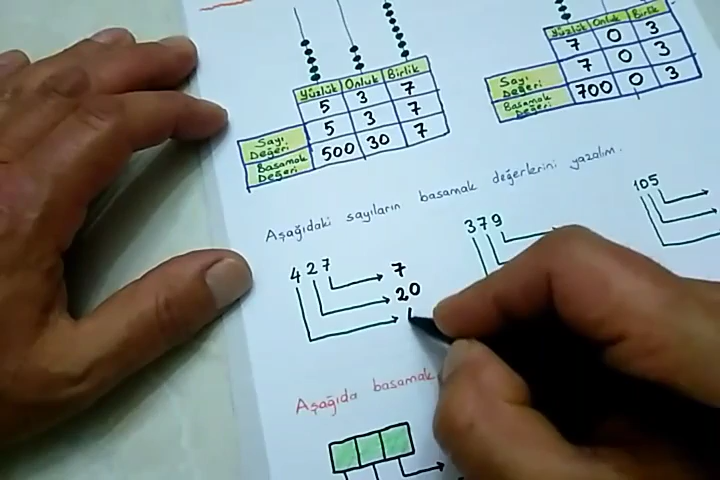 Yüzlük Onluk Birlik
5 3 7
Sayı Değeri 5 3 7
Basamak Değeri 500 30 7
Yüzlük Onluk Birlik
7 0 3
Sayı Değeri 7 0 3
Basamak Değeri 700 0 3
Aşağıdaki sayıların basamak değerlerini yazalım.
427
7
20
379
105
Aşağıda basamak